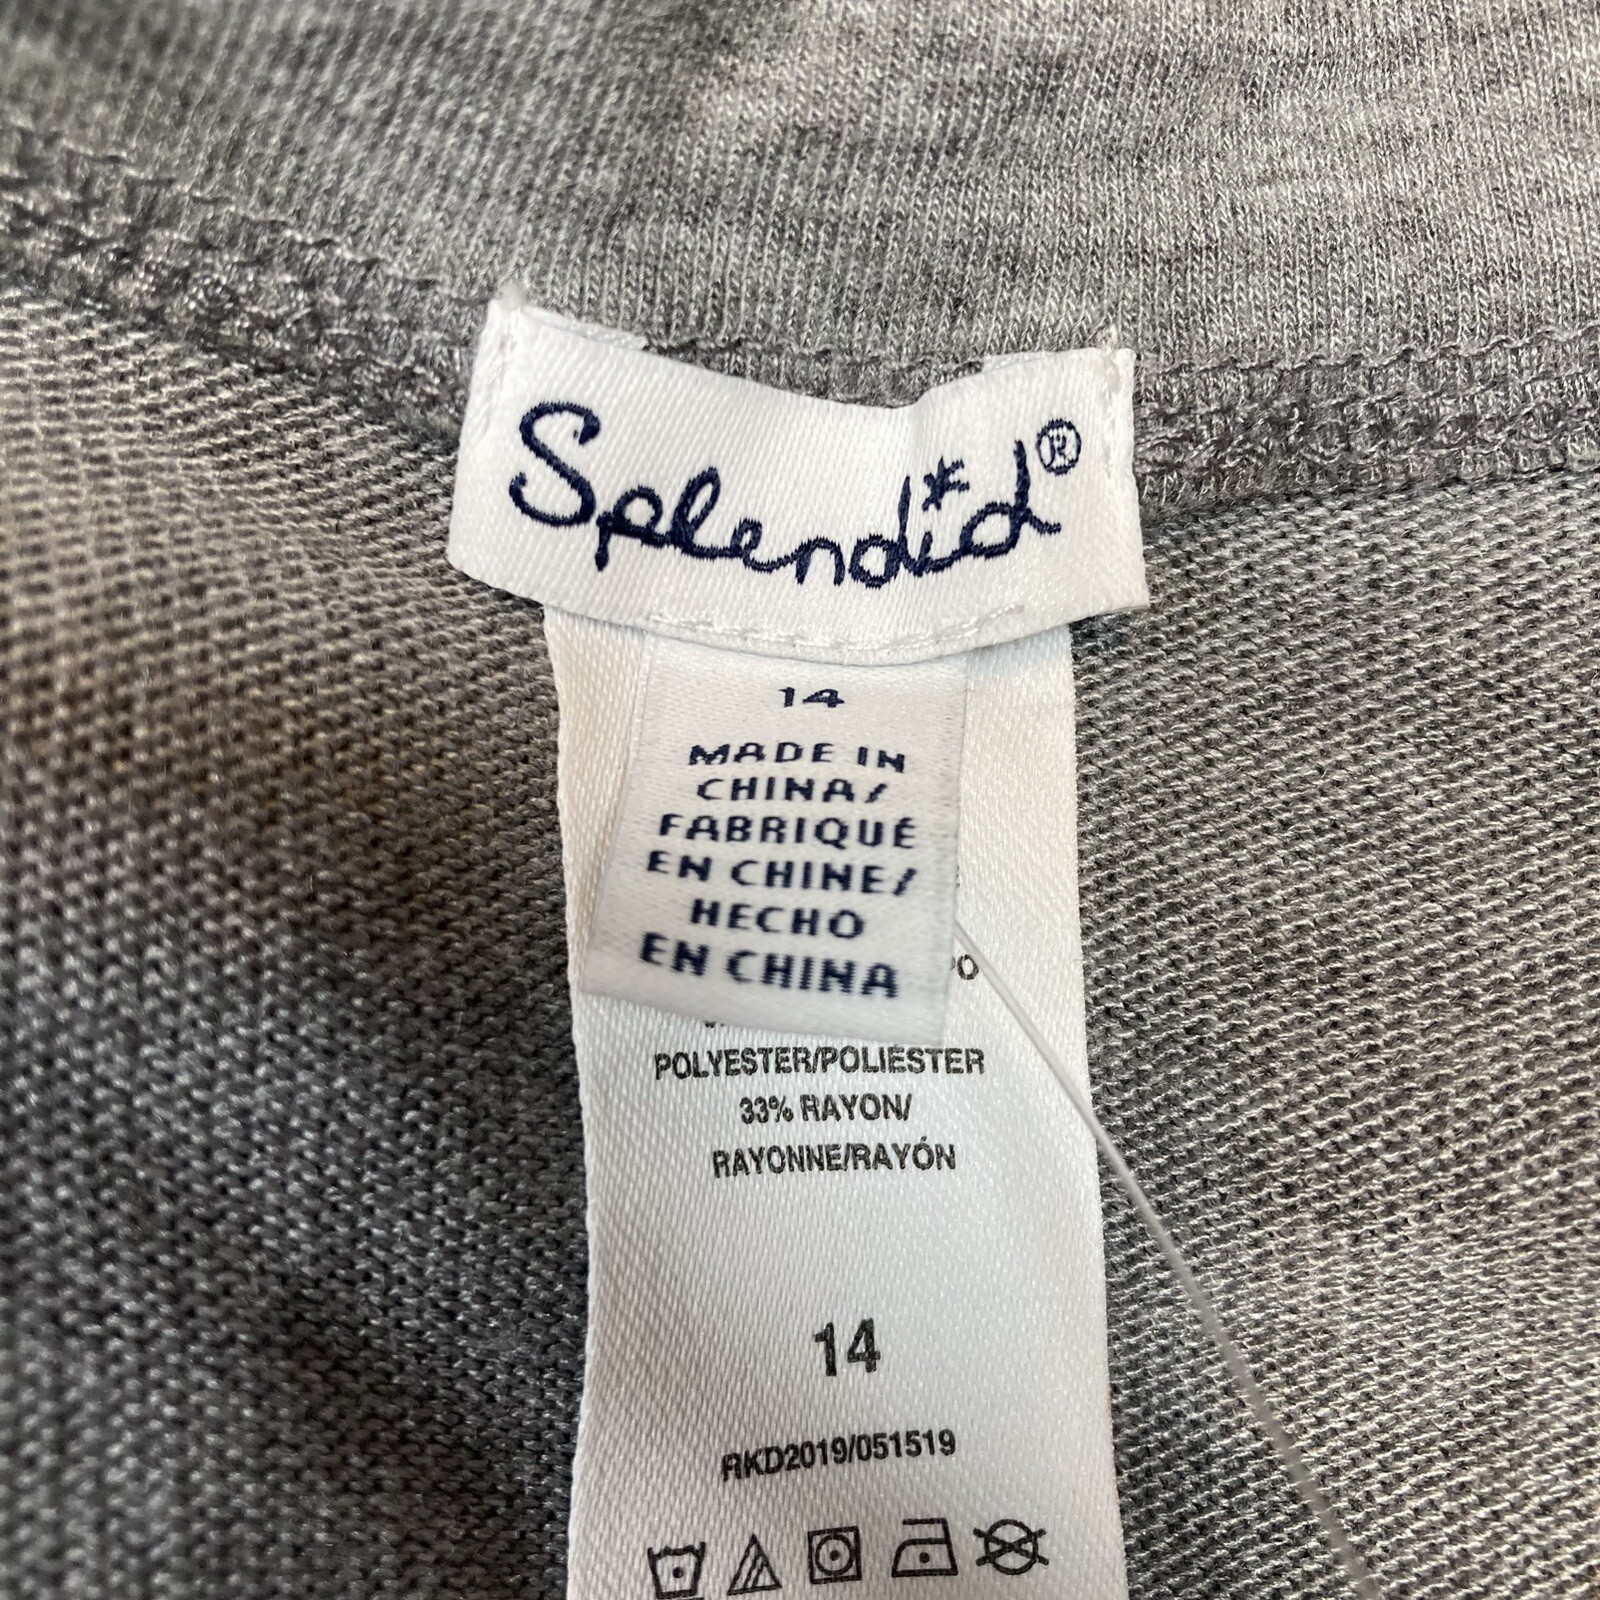 Splendid®
14
MADE IN
CHINA/
FABRIQUÉ
EN CHINE/
HECHO
EN CHINA
POLYESTER/POLIÉSTER
33% RAYON/
RAYONNE/RAYÓN
14
RKD2019/051519